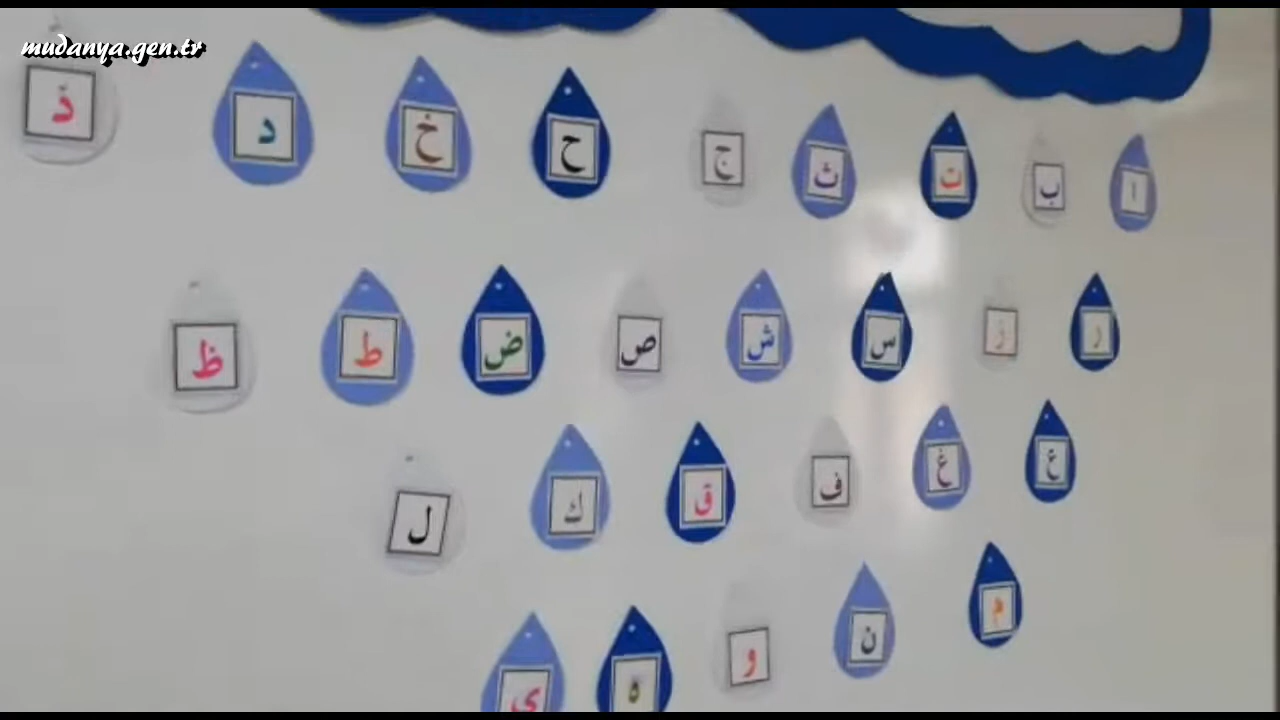 mudanya.gen.tr
ا ب ت ث ج ح خ د ذ
ر ز س ش ص ض ط ظ
ع غ ف ق ك ل
م ن و ه ي